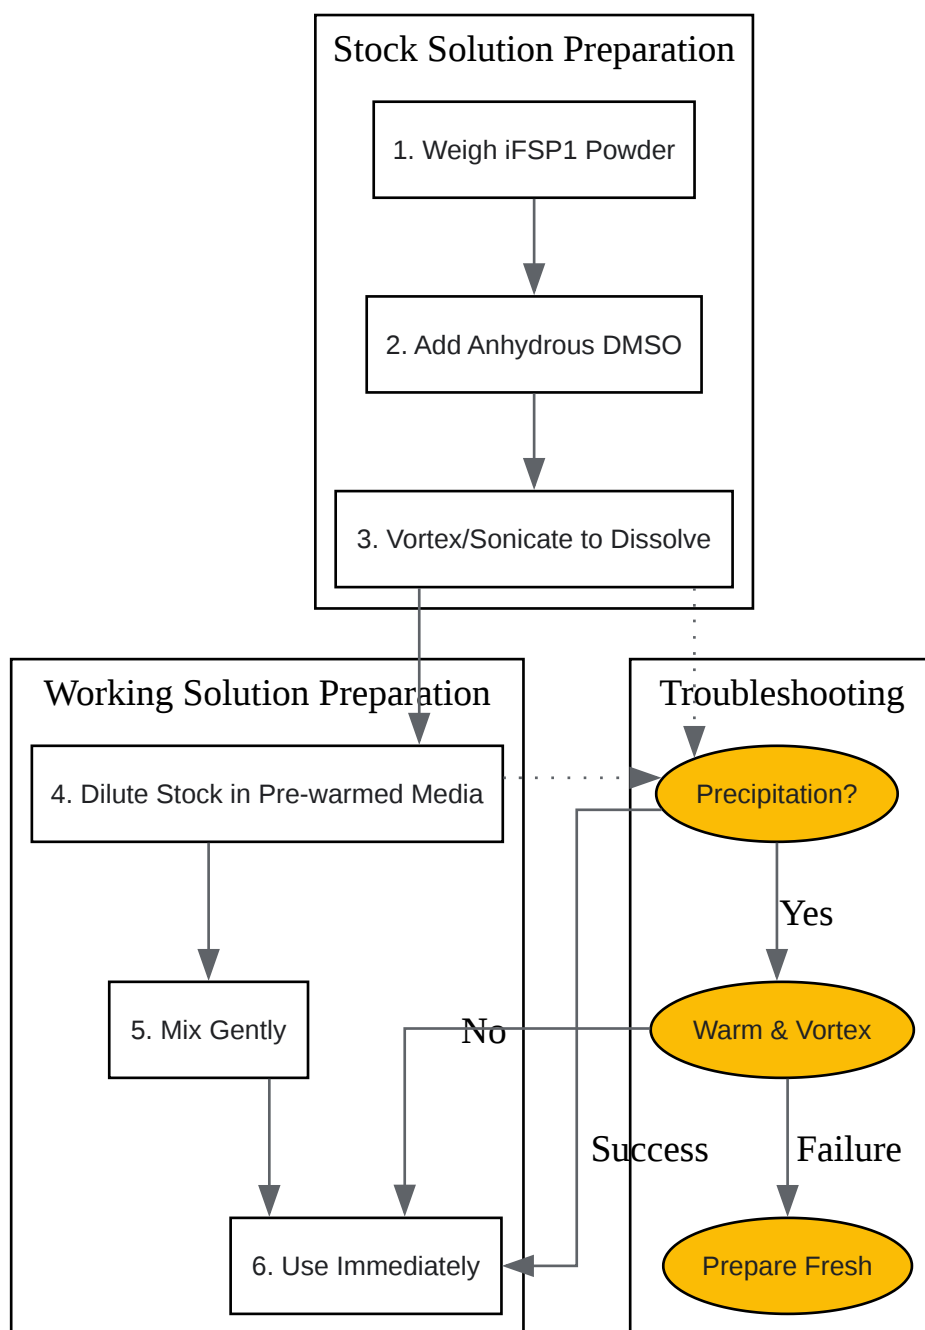 Stock Solution Preparation
1. Weigh iFSP1 Powder
2. Add Anhydrous DMSO
3. Vortex/Sonicate to Dissolve
Working Solution Preparation
Troubleshooting
4. Dilute Stock in Pre-warmed Media
Precipitation?
Yes
5. Mix Gently
No
Warm & Vortex
Success
Failure
6. Use Immediately
Prepare Fresh